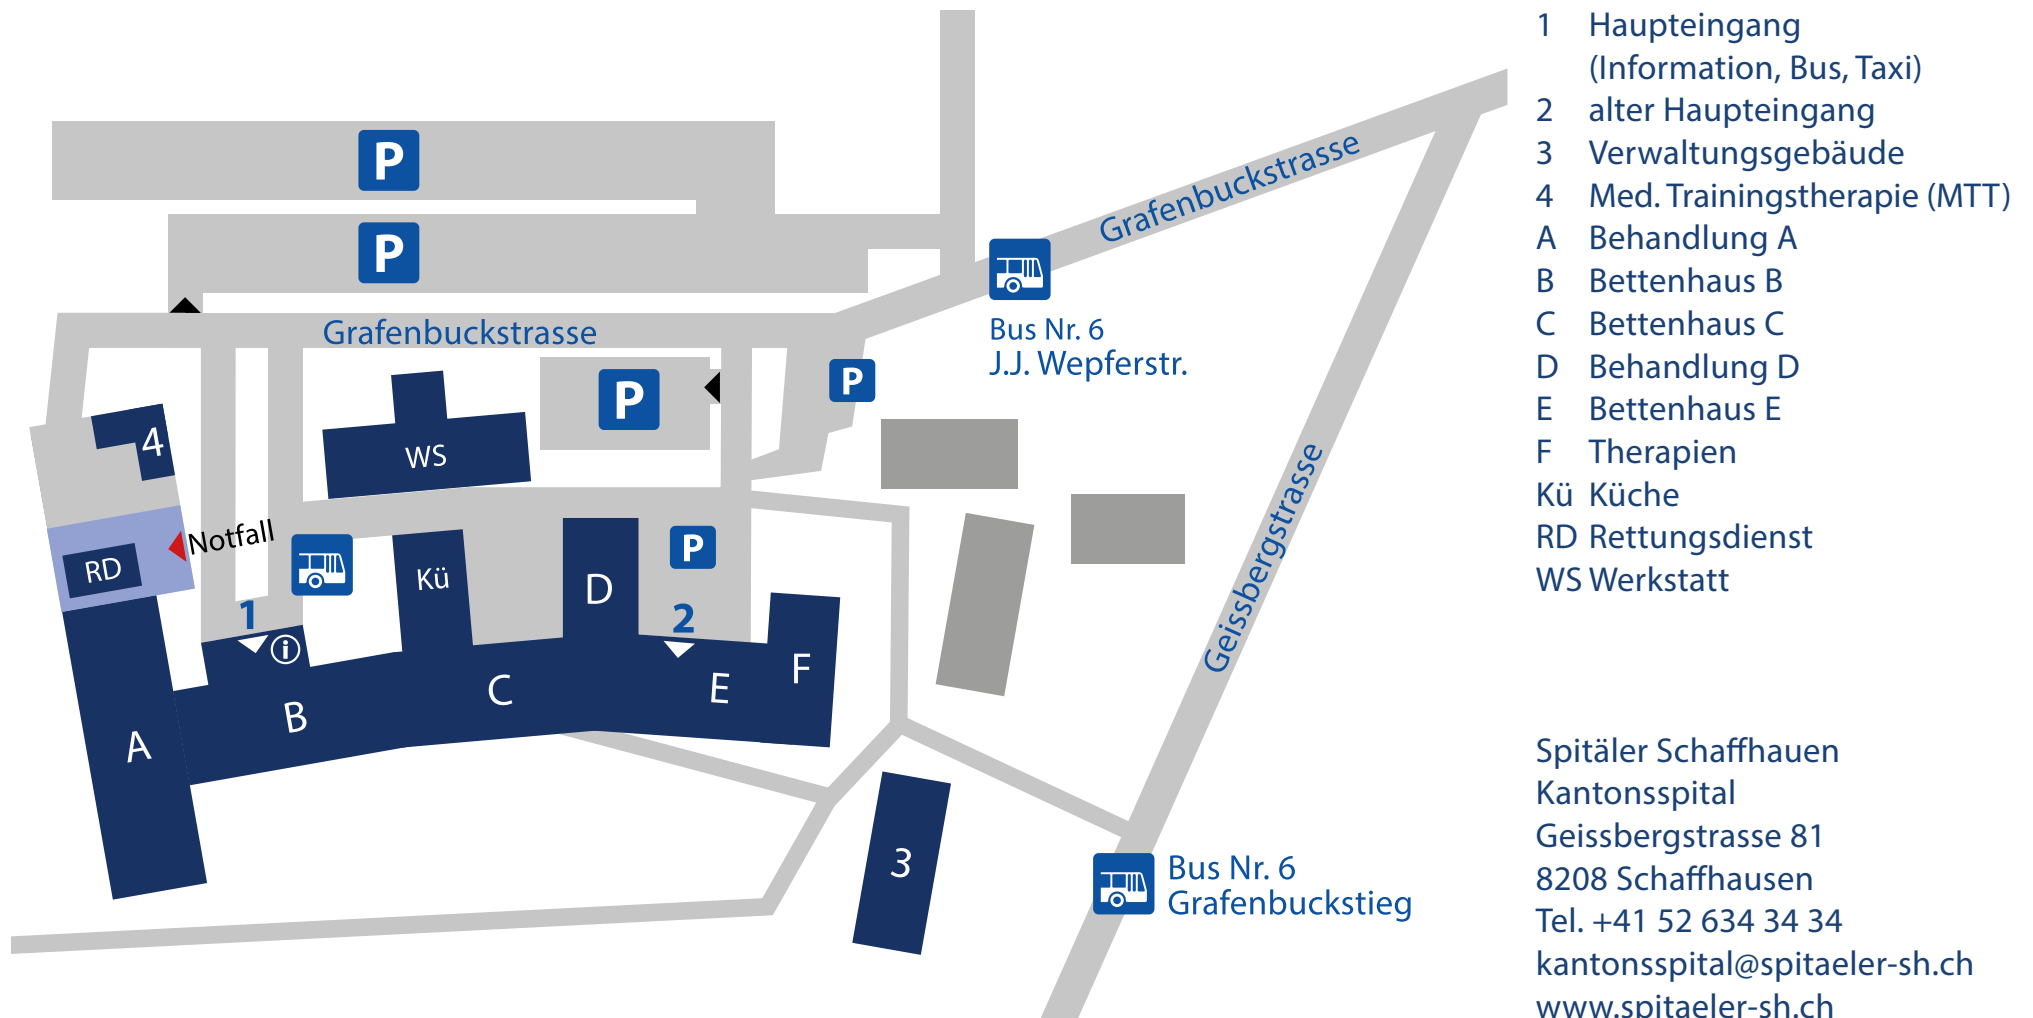 P
P
Grafenbuckstrasse
Grafenbuckstrasse
Bus Nr. 6
J.J. Wepferstr.
P
P
4
WS
Notfall
RD
Kü
D
P
1
i
2
Geissbergstrasse
A
B
C
E
F
3
Bus Nr. 6
Grafenbuckstieg
1 Haupteingang
(Information, Bus, Taxi)
2 alter Haupteingang
3 Verwaltungsgebäude
4 Med. Trainingstherapie (MTT)
A Behandlung A
B Bettenhaus B
C Bettenhaus C
D Behandlung D
E Bettenhaus E
F Therapien
Kü Küche
RD Rettungsdienst
WS Werkstatt
Spitäler Schaffhauen
Kantonsspital
Geissbergstrasse 81
8208 Schaffhausen
Tel. +41 52 634 34 34
kantonsspital@spitaeler-sh.ch
www.spitaeler-sh.ch